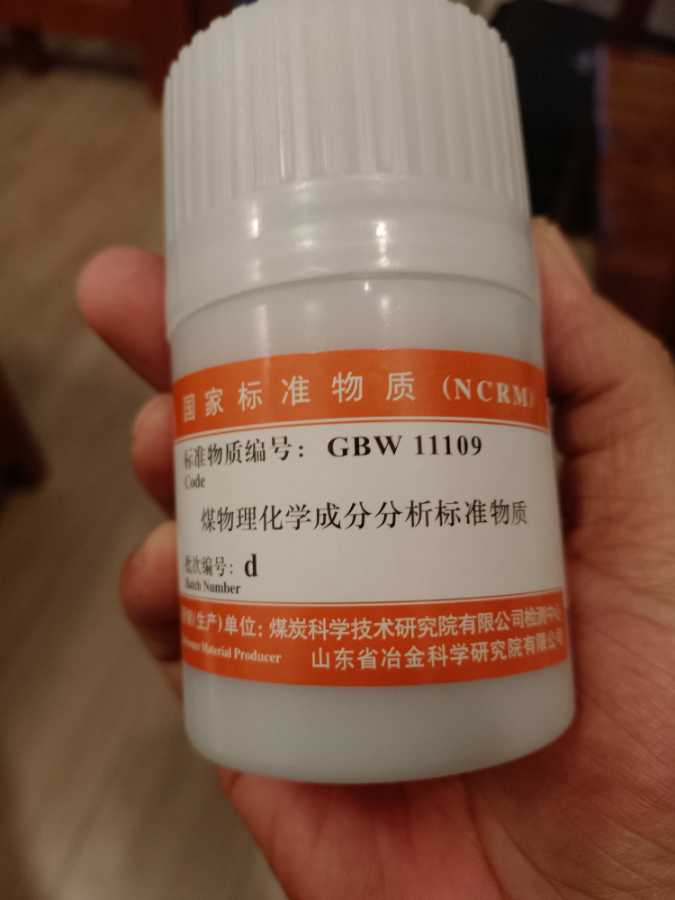 国家标准物质 (NCRM)
标准物质编号: GBW 11109
Code
煤物理化学成分分析标准物质
批次编号: d
Batch Number
(生产)单位: 煤炭科学技术研究院有限公司检测中心
Material Producer 山东省冶金科学研究院有限公司